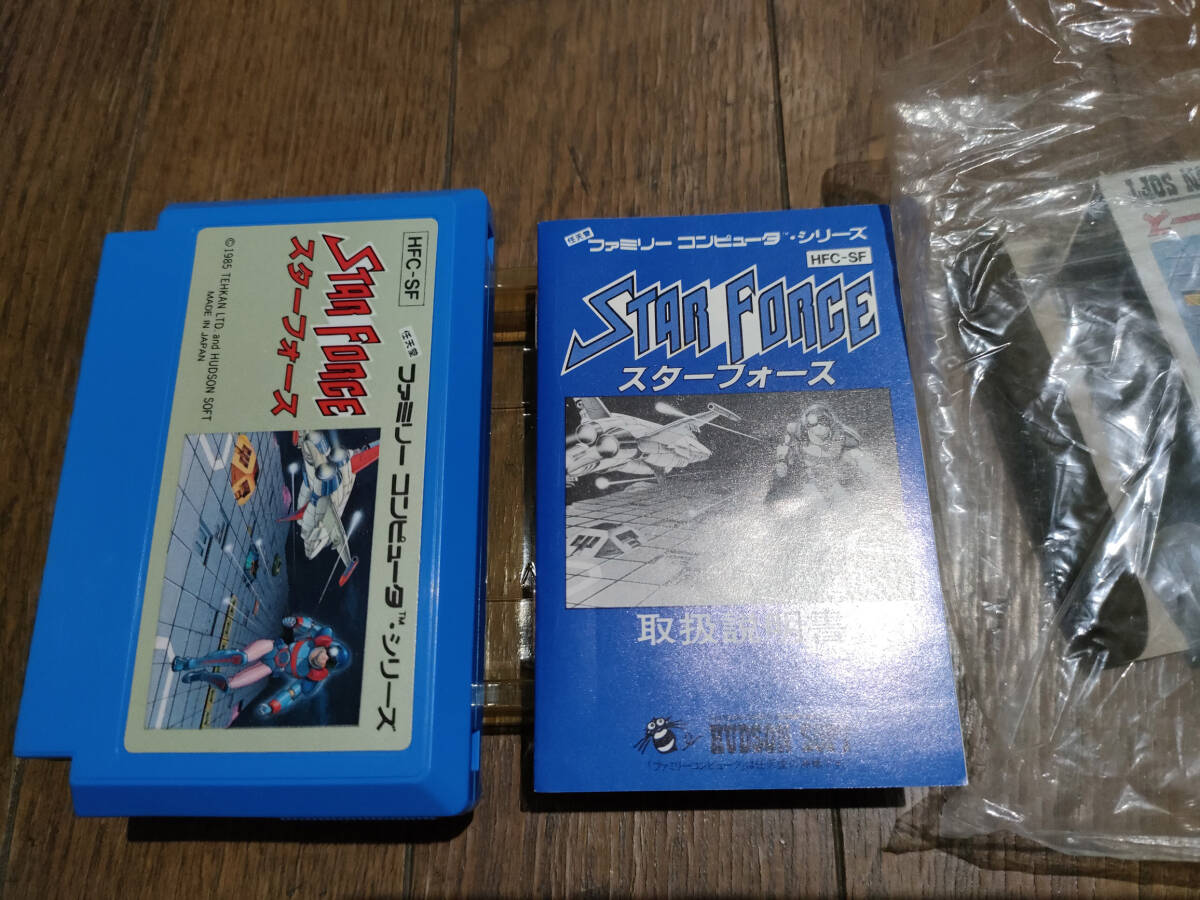 HFC-SF
任天堂 ファミリー コンピュータ™・シリーズ
STAR FORCE
スターフォース
© 1985 TEHKAN LTD. and HUDSON SOFT
MADE IN JAPAN
任天堂 ファミリー コンピュータ™・シリーズ
HFC-SF
STAR FORCE
スターフォース
取扱説明書
HUDSON SOFT
N SOFT